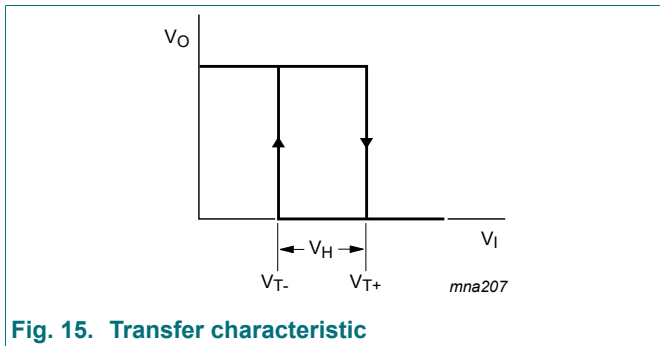 VO
VH
VI
VT-
VT+
mna207
Fig. 15. Transfer characteristic